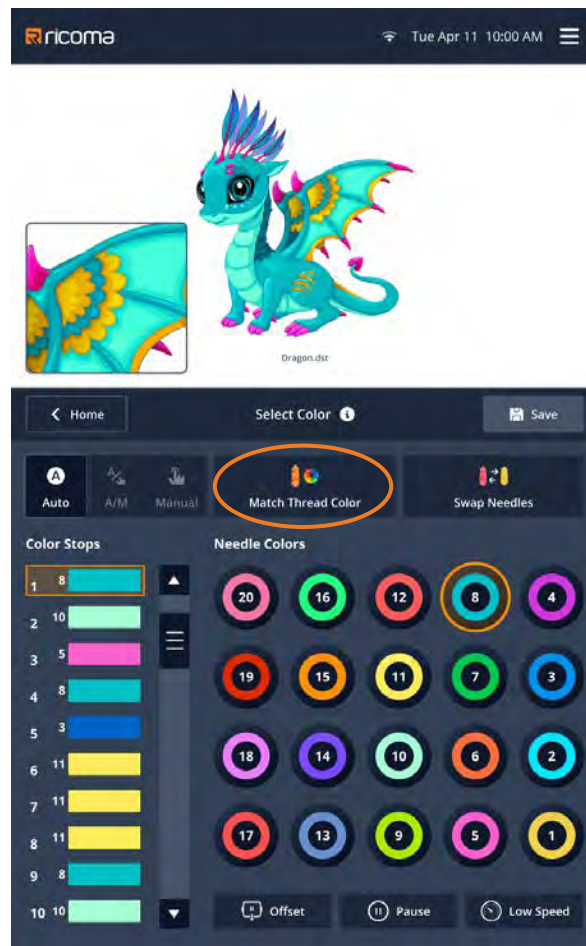 ricoma
Tue Apr 11 10:00 AM
Dragon.dst
Home
Select Color i
Save
A
Auto
A/M
Manual
Match Thread Color
Swap Needles
Color Stops
Needle Colors
1 8
2 10
3 5
4 8
5 3
6 11
7 11
8 11
9 8
10 10
20 16 12 8 4
19 15 11 7 3
18 14 10 6 2
17 13 9 5 1
Offset
Pause
Low Speed